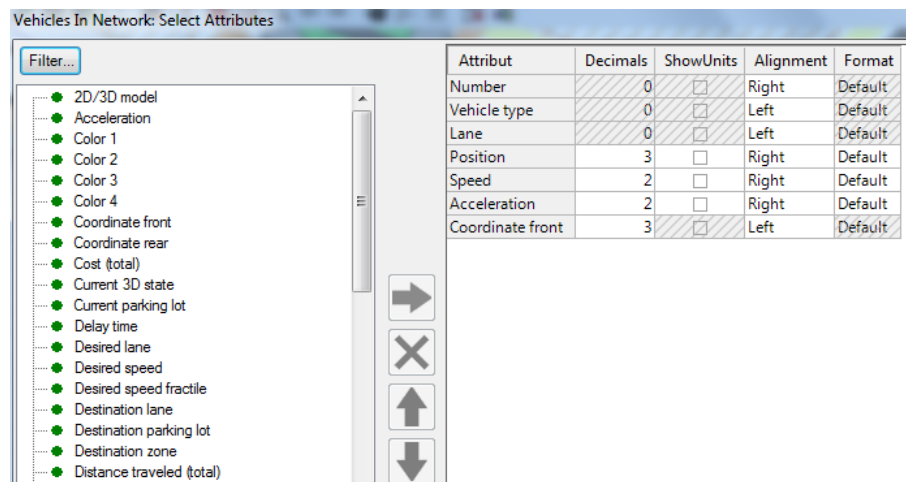 Vehicles In Network: Select Attributes
Filter...
2D/3D model
Acceleration
Color 1
Color 2
Color 3
Color 4
Coordinate front
Coordinate rear
Cost (total)
Current 3D state
Current parking lot
Delay time
Desired lane
Desired speed
Desired speed fractile
Destination lane
Destination parking lot
Destination zone
Distance traveled (total)
Attribut Decimals ShowUnits Alignment Format
Number 0 Right Default
Vehicle type 0 Left Default
Lane 0 Left Default
Position 3 Right Default
Speed 2 Right Default
Acceleration 2 Right Default
Coordinate front 3 Left Default